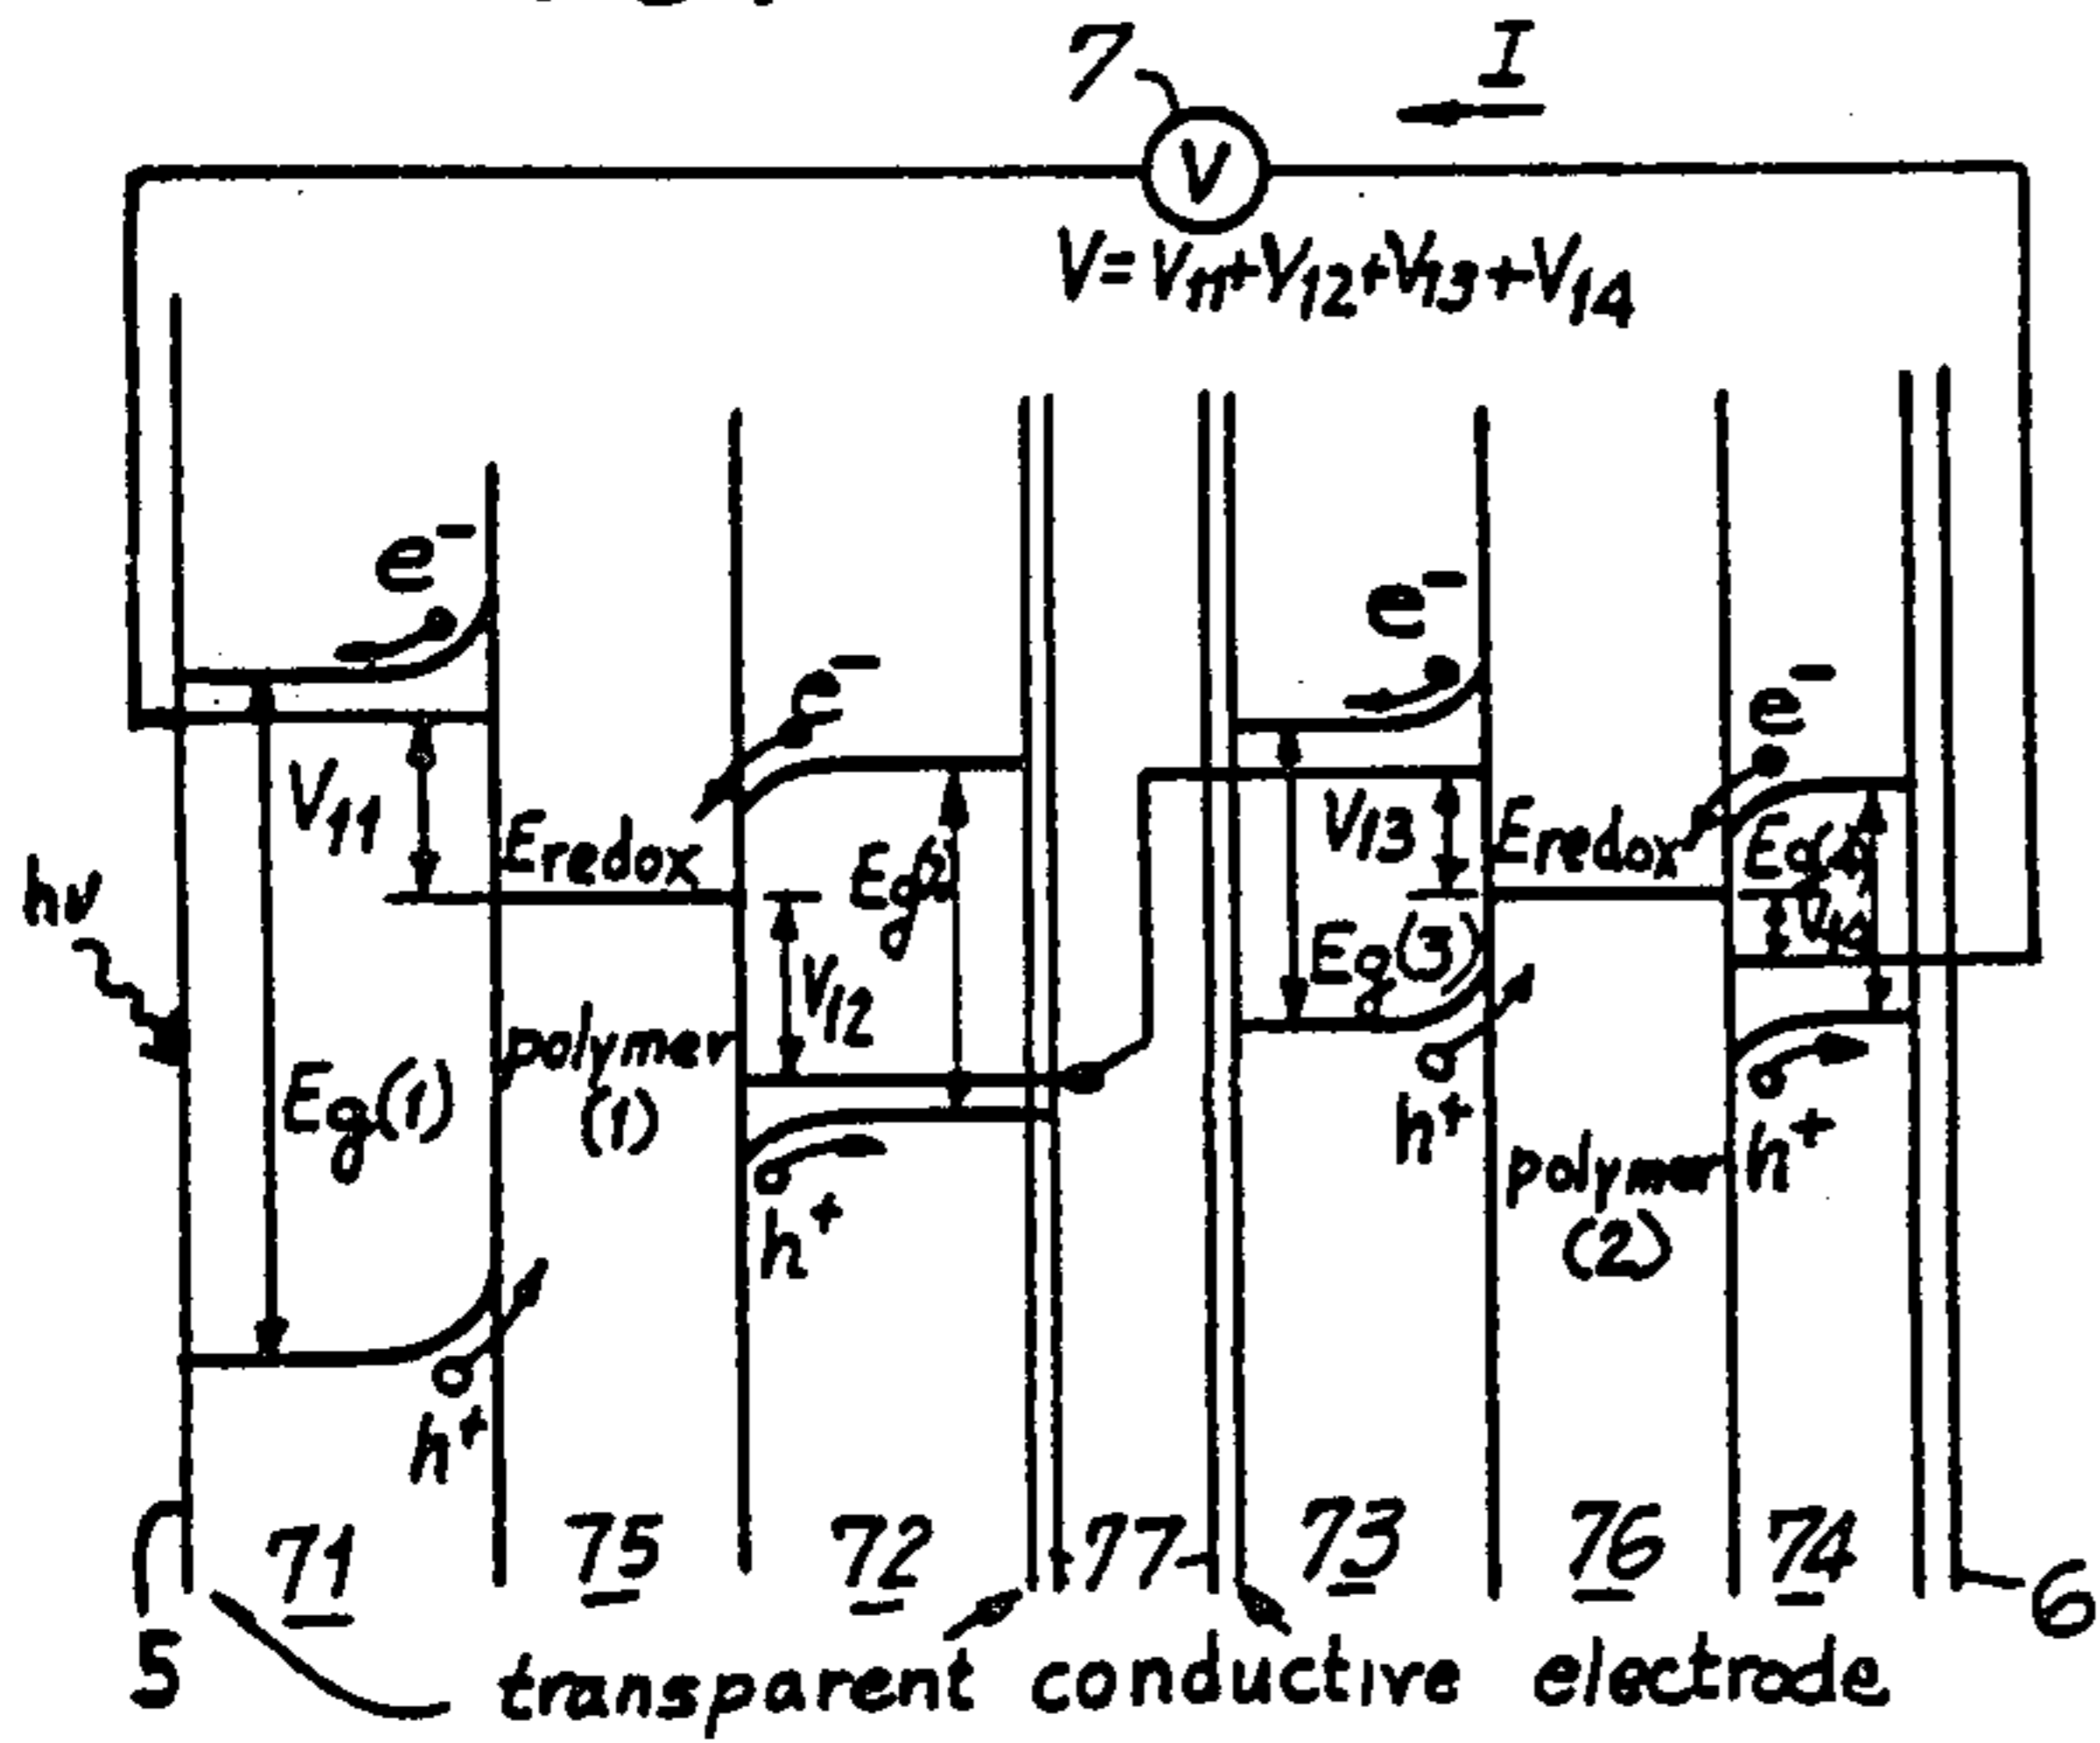 7
I
V
V=V11+V12+V13+V14
e−
e−
e−
e−
V11
V13
Eredox
Eredox
hν
V12
Eg(1)
Eg(3)
polymer
(1)
h+
h+
h+
h+
polymer
(2)
71
75
72
77
73
76
74
5
6
transparent conductive electrode